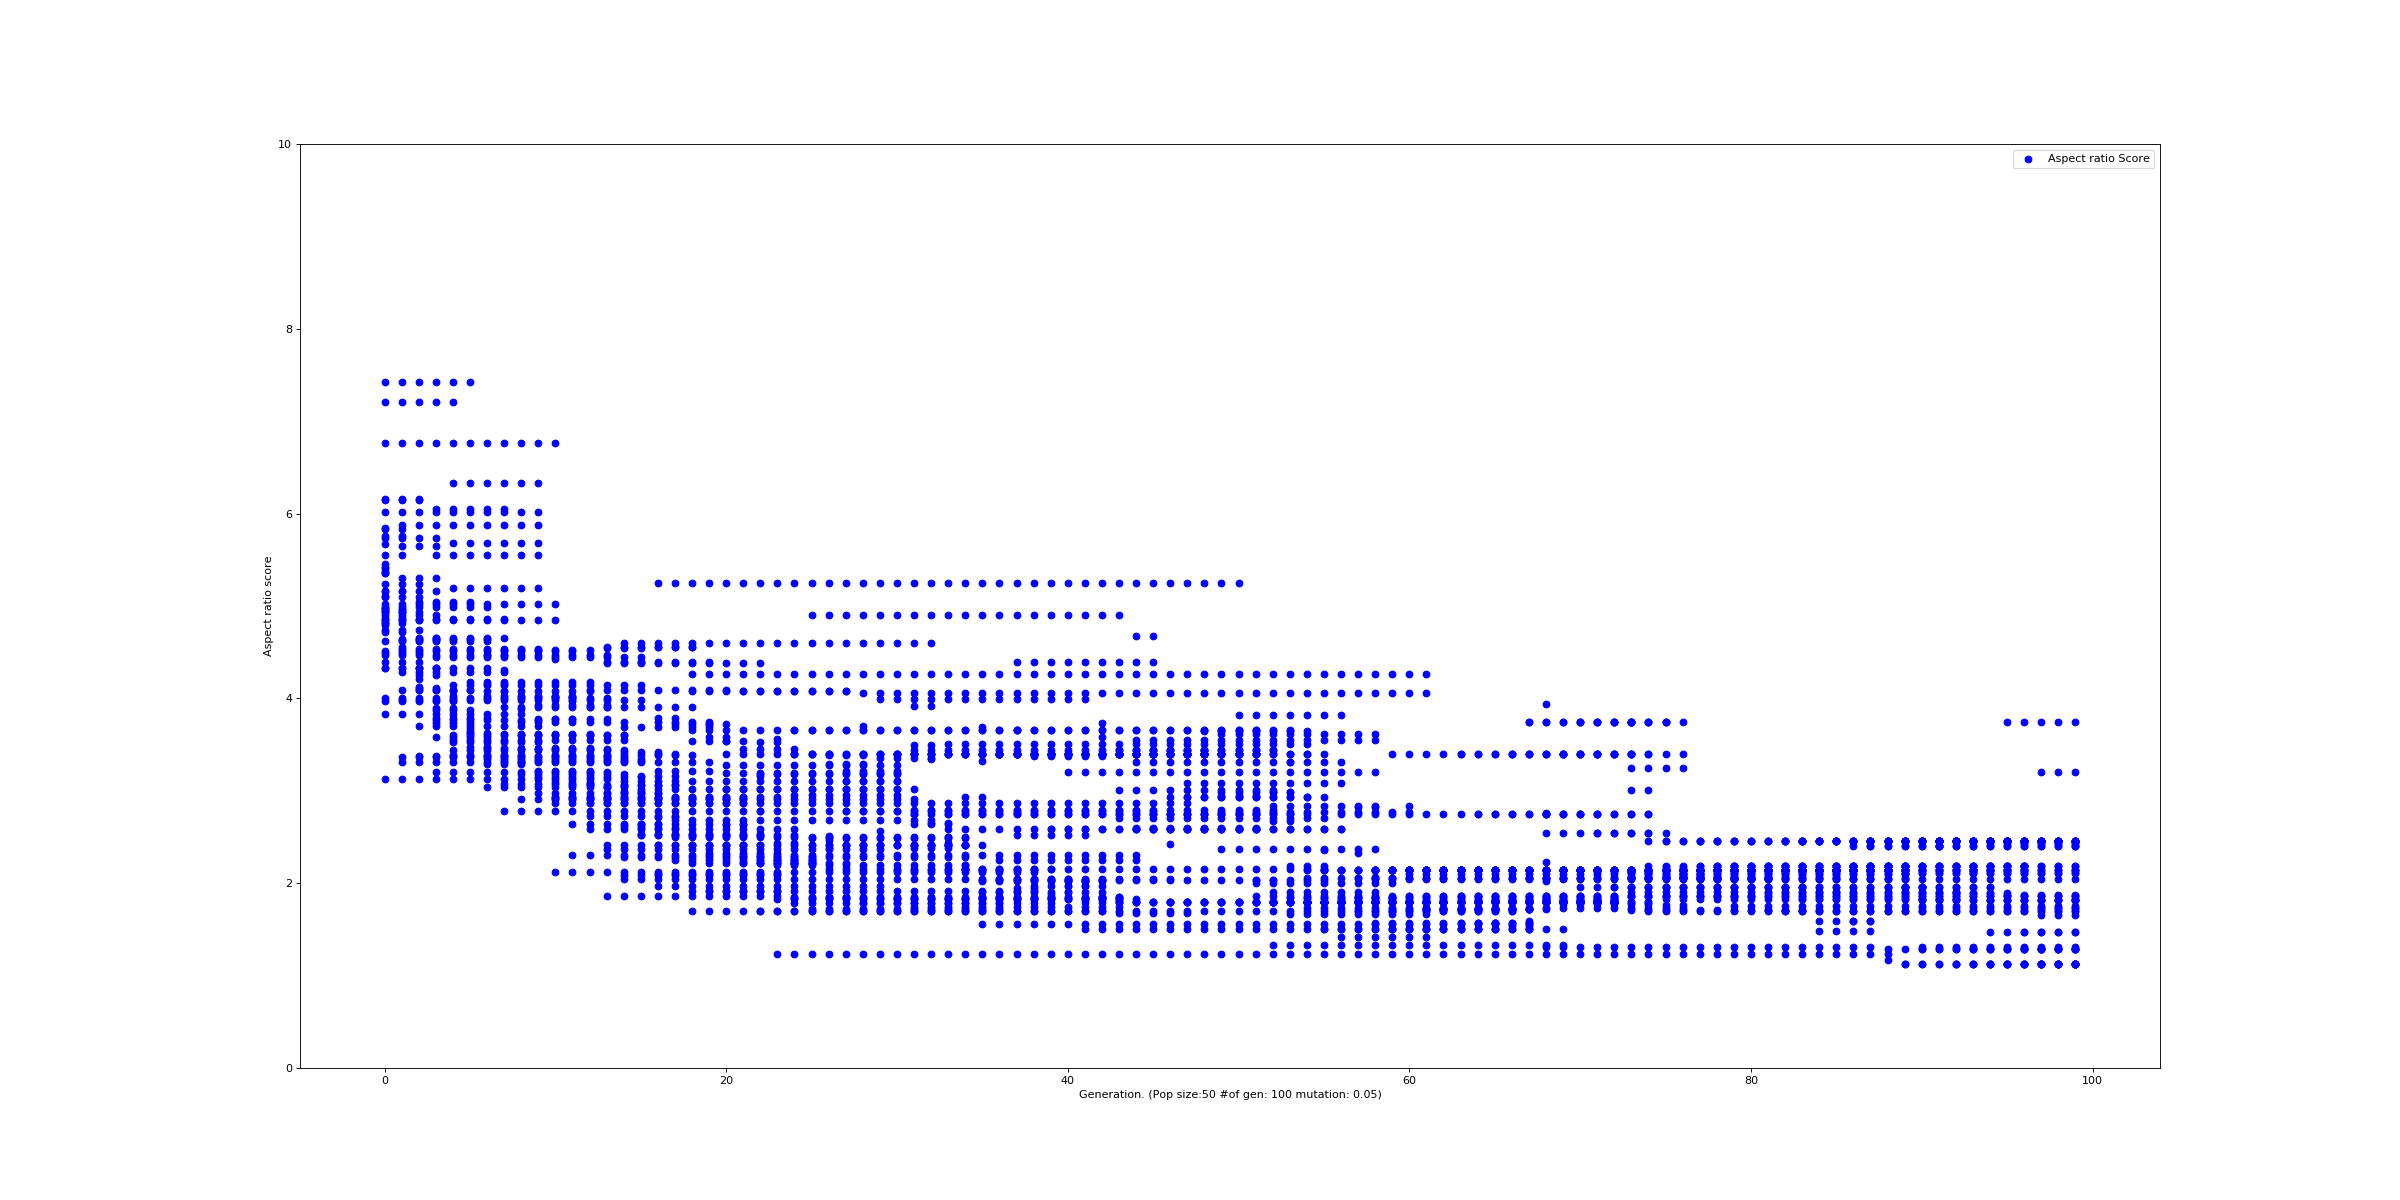 10
8
6
4
2
0
Aspect ratio score
Aspect ratio Score
0 20 40 60 80 100
Generation. (Pop size:50 #of gen: 100 mutation: 0.05)